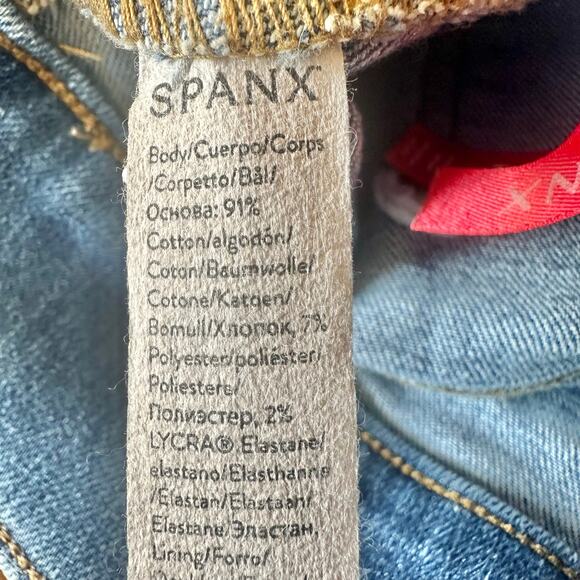 SPANX
Body/Cuerpo/Corps
/Corpetto/Bål/
Основа: 91%
Cotton/algodón/
Coton/Baumwolle/
Cotone/Katoen/
Bomull/Хлопок, 7%
Polyester/poliéster/
Poliestere/
Полиэстер, 2%
LYCRA® Elastane/
elastano/Elasthanne
/Elastan/Elastaan/
Elastane/Эластан,
Lining/Forro/